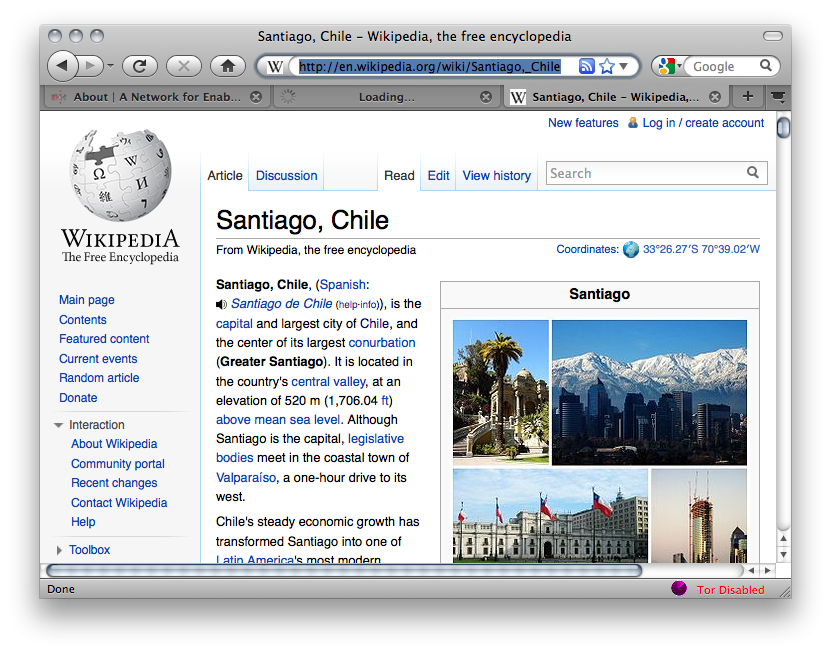 Santiago, Chile – Wikipedia, the free encyclopedia
W http://en.wikipedia.org/wiki/Santiago,_Chile
Google
About | A Network for Enab...
Loading...
W Santiago, Chile – Wikipedia,...
New features Log in / create account
Article Discussion Read Edit View history Search
WIKIPEDIA
The Free Encyclopedia
Main page
Contents
Featured content
Current events
Random article
Donate
Interaction
About Wikipedia
Community portal
Recent changes
Contact Wikipedia
Help
Toolbox
Santiago, Chile
From Wikipedia, the free encyclopedia
Coordinates: 33°26.27′S 70°39.02′W
Santiago, Chile, (Spanish:
Santiago de Chile (help·info)), is the
capital and largest city of Chile, and
the center of its largest conurbation
(Greater Santiago). It is located in
the country's central valley, at an
elevation of 520 m (1,706.04 ft)
above mean sea level. Although
Santiago is the capital, legislative
bodies meet in the coastal town of
Valparaíso, a one-hour drive to its
west.
Chile's steady economic growth has
transformed Santiago into one of
Latin America's most modern
Santiago
Done
Tor Disabled